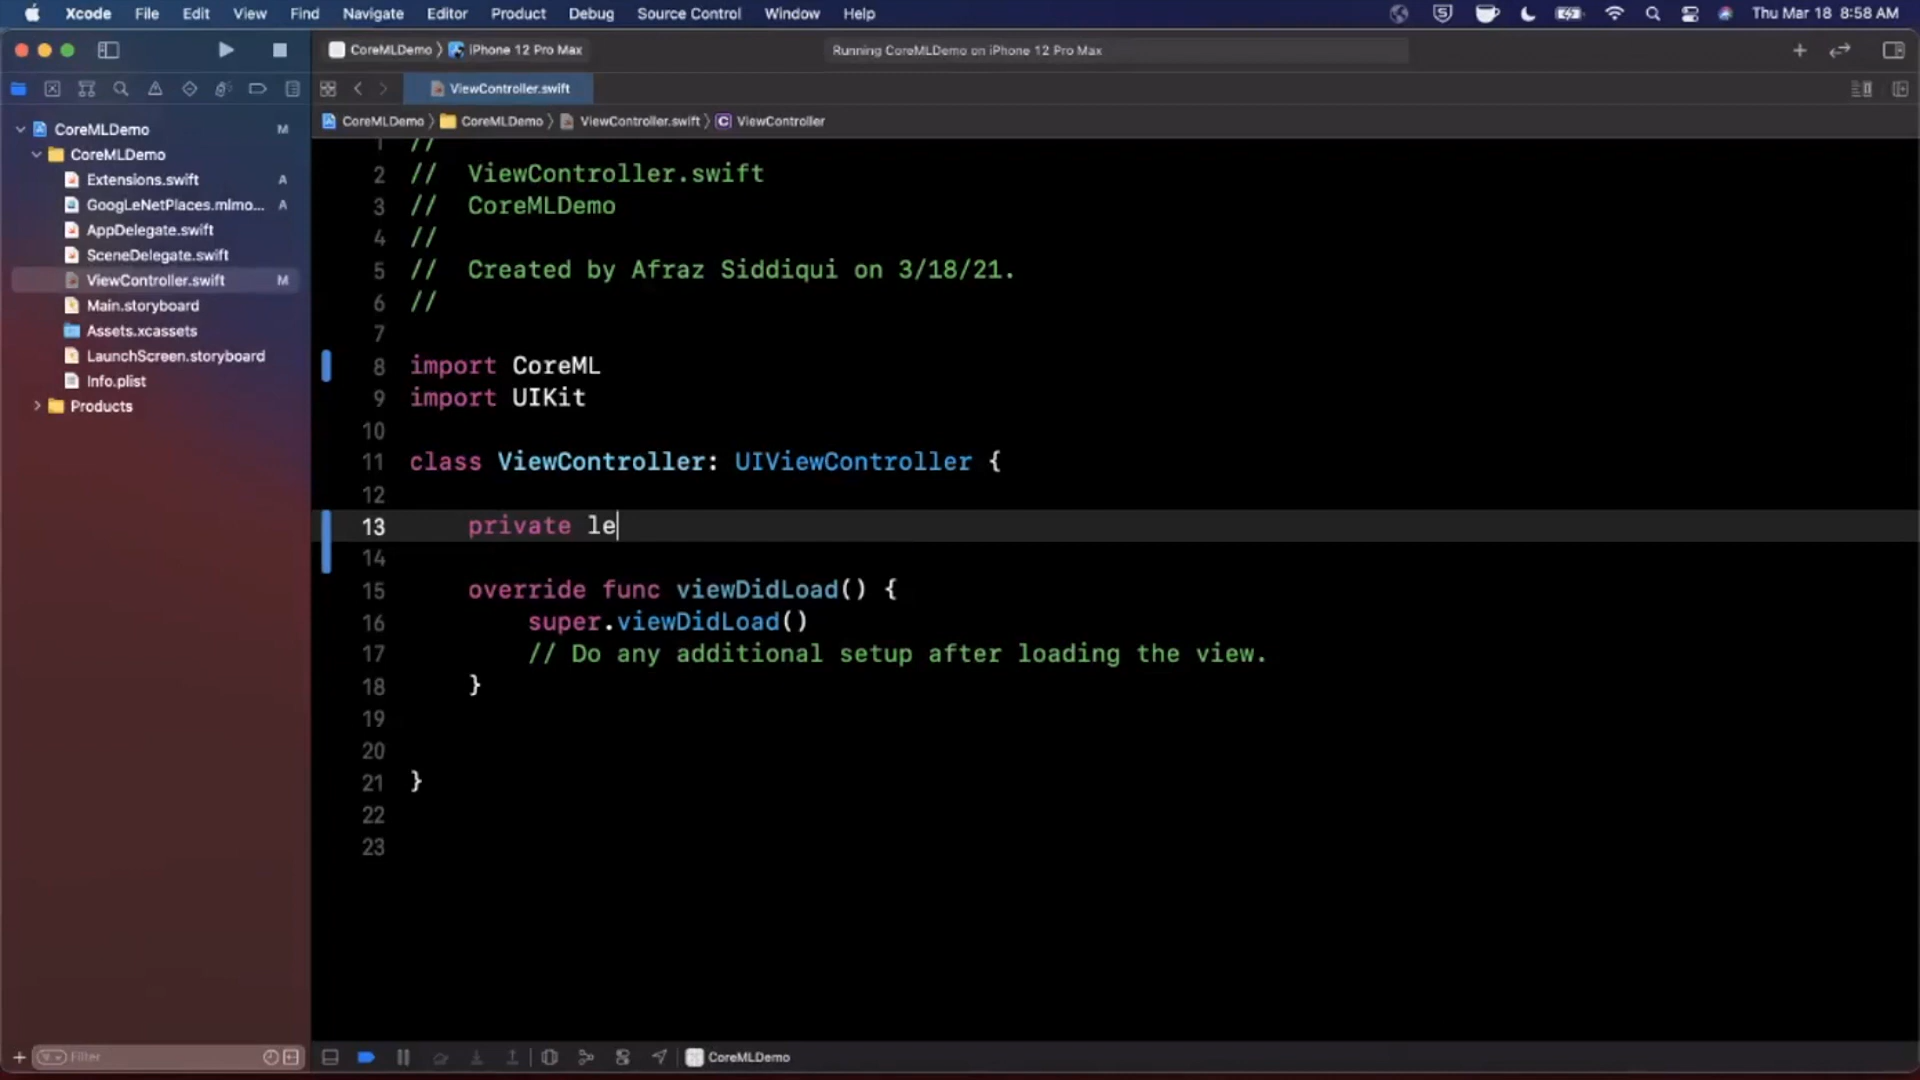 Xcode File Edit View Find Navigate Editor Product Debug Source Control Window Help Thu Mar 18 8:58 AM
CoreMLDemo iPhone 12 Pro Max Running CoreMLDemo on iPhone 12 Pro Max
ViewController.swift
CoreMLDemo CoreMLDemo ViewController.swift C ViewController
CoreMLDemo M
CoreMLDemo
Extensions.swift A
GoogLeNetPlaces.mlmo... A
AppDelegate.swift
SceneDelegate.swift
ViewController.swift M
Main.storyboard
Assets.xcassets
LaunchScreen.storyboard
Info.plist
Products
1 //
2 // ViewController.swift
3 // CoreMLDemo
4 //
5 // Created by Afraz Siddiqui on 3/18/21.
6 //
7
8 import CoreML
9 import UIKit
10
11 class ViewController: UIViewController {
12
13 private le
14
15 override func viewDidLoad() {
16 super.viewDidLoad()
17 // Do any additional setup after loading the view.
18 }
19
20
21 }
22
23
Filter CoreMLDemo